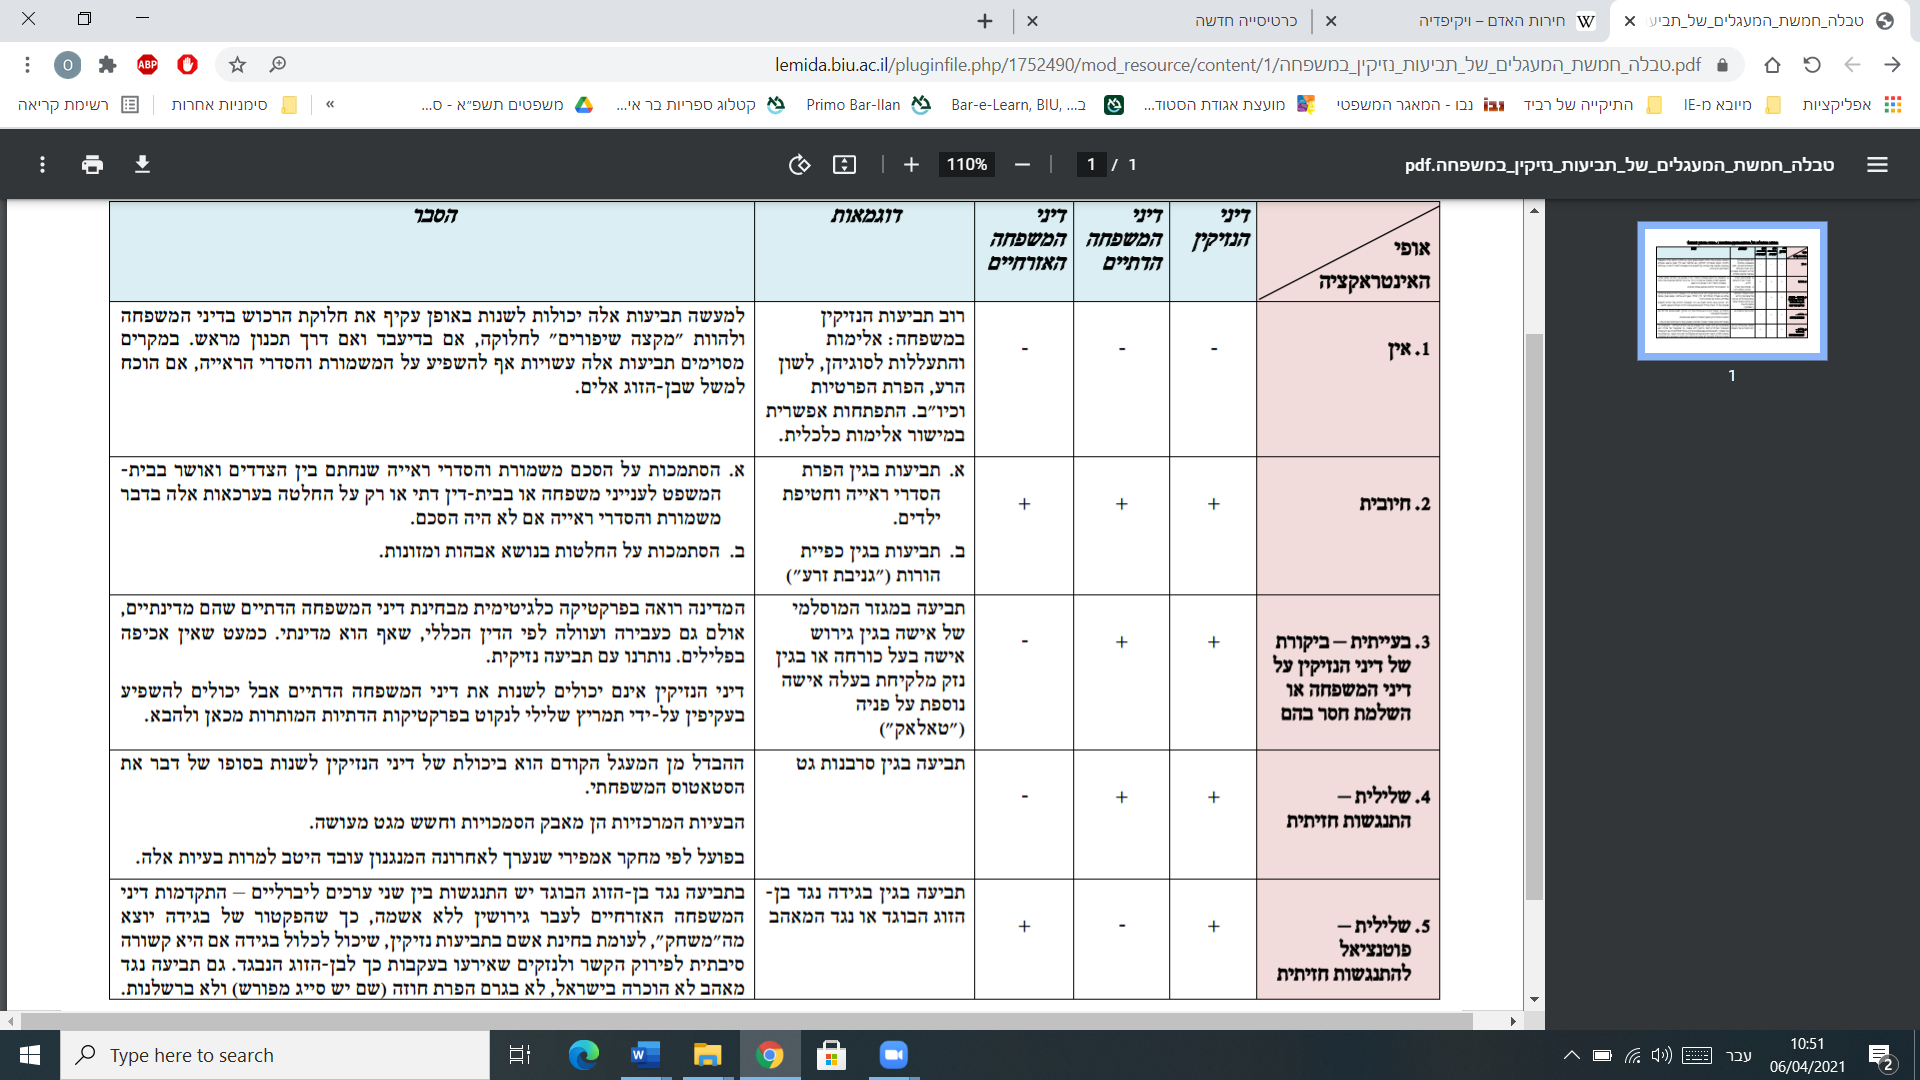 טבלה_חמשת_המעגלים_של_תביעו
חירות האדם – ויקיפדיה
כרטיסייה חדשה
lemida.biu.ac.il/pluginfile.php/1752490/mod_resource/content/1/טבלה_חמשת_המעגלים_של_תביעות_נזיקין_במשפחה.pdf
O
ABP
אפליקציות
מיובא מ-IE
התיקייה של רביד
נבו - המאגר המשפטי
מועצת אגודת הסטוד...
Bar-e-Learn, BIU, ...ב
Primo Bar-Ilan
קטלוג ספריות בר אי...
משפטים תשפ"א - ס...
»
סימניות אחרות
רשימת קריאה
טבלה_חמשת_המעגלים_של_תביעות_נזיקין_במשפחה.pdf
1 / 1
110%
אופי
האינטראקציה
דיני
הנזיקין
דיני
המשפחה
הדתיים
דיני
המשפחה
האזרחיים
דוגמאות
הסבר
1. אין
-
-
-
רוב תביעות הנזיקין
במשפחה: אלימות
והתעללות לסוגיהן, לשון
הרע, הפרת הפרטיות
וכיו"ב. התפתחות אפשרית
במישור אלימות כלכלית.
למעשה תביעות אלה יכולות לשנות באופן עקיף את חלוקת הרכוש בדיני המשפחה
ולהוות "מקצה שיפורים" לחלוקה, אם בדיעבד ואם דרך תכנון מראש. במקרים
מסוימים תביעות אלה עשויות אף להשפיע על המשמורת והסדרי הראייה, אם הוכח
למשל שבן-הזוג אלים.
2. חיובית
+
+
+
א. תביעות בגין הפרת
הסדרי ראייה וחטיפת
ילדים.
ב. תביעות בגין כפיית
הורות ("גניבת זרע")
א. הסתמכות על הסכם משמורת והסדרי ראייה שנחתם בין הצדדים ואושר בבית-
המשפט לענייני משפחה או בבית-דין דתי או רק על החלטה בערכאות אלה בדבר
משמורת והסדרי ראייה אם לא היה הסכם.
ב. הסתמכות על החלטות בנושא אבהות ומזונות.
3. בעייתית – ביקורת
של דיני הנזיקין על
דיני המשפחה או
השלמת חסר בהם
+
+
-
תביעה במגזר המוסלמי
של אישה בגין גירוש
אישה בעל כורחה או בגין
נזק מלקיחת בעלה אישה
נוספת על פניה
("טאלאק")
המדינה רואה בפרקטיקה כלגיטימית מבחינת דיני המשפחה הדתיים שהם מדינתיים,
אולם גם כעבירה ועוולה לפי הדין הכללי, שאף הוא מדינתי. כמעט שאין אכיפה
בפלילים. נותרנו עם תביעה נזיקית.
דיני הנזיקין אינם יכולים לשנות את דיני המשפחה הדתיים אבל יכולים להשפיע
בעקיפין על-ידי תמריץ שלילי לנקוט בפרקטיקות הדתיות המותרות מכאן ולהבא.
4. שלילית –
התנגשות חזיתית
+
+
-
תביעה בגין סרבנות גט
ההבדל מן המעגל הקודם הוא ביכולת של דיני הנזיקין לשנות בסופו של דבר את
הסטאטוס המשפחתי.
הבעיות המרכזיות הן מאבק הסמכויות וחשש מגט מעושה.
בפועל לפי מחקר אמפירי שנערך לאחרונה המנגנון עובד היטב למרות בעיות אלה.
5. שלילית –
פוטנציאל
להתנגשות חזיתית
+
-
+
תביעה בגין בגידה נגד בן-
הזוג הבוגד או נגד המאהב
בתביעה נגד בן-הזוג הבוגד יש התנגשות בין שני ערכים ליברליים – התקדמות דיני
המשפחה האזרחיים לעבר גירושין ללא אשמה, כך שהפקטור של בגידה יוצא
מה"משחק", לעומת בחינת אשם בתביעות נזיקין, שיכול לכלול בגידה אם היא קשורה
סיבתית לפירוק הקשר ולנזקים שאירעו בעקבות כך לבן-הזוג הנבגד. גם תביעה נגד
מאהב לא הוכרה בישראל, לא בגרם הפרת חוזה (שם יש סייג מפורש) ולא ברשלנות.
1
Type here to search
עבר
10:51
06/04/2021
2